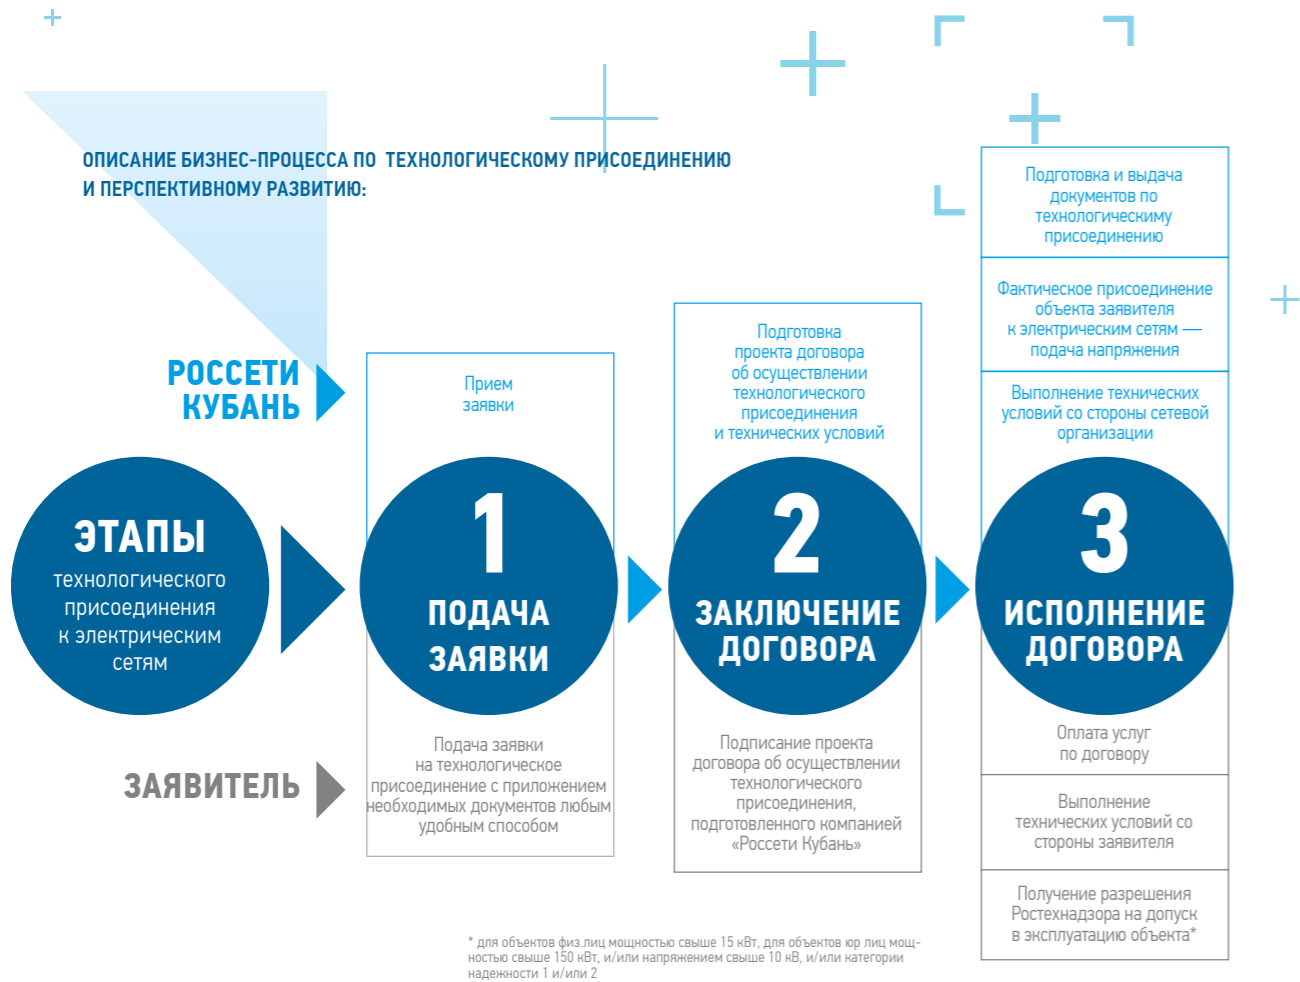 ОПИСАНИЕ БИЗНЕС-ПРОЦЕССА ПО ТЕХНОЛОГИЧЕСКОМУ ПРИСОЕДИНЕНИЮ
И ПЕРСПЕКТИВНОМУ РАЗВИТИЮ:
РОССЕТИ
КУБАНЬ
Прием
заявки
Подготовка
проекта договора
об осуществлении
технологического
присоединения
и технических условий
Подготовка и выдача
документов по
технологическиму
присоединению
Фактическое присоединение
объекта заявителя
к электрическим сетям —
подача напряжения
Выполнение технических
условий со стороны сетевой
организации
ЭТАПЫ
технологического
присоединения
к электрическим
сетям
1
ПОДАЧА
ЗАЯВКИ
2
ЗАКЛЮЧЕНИЕ
ДОГОВОРА
3
ИСПОЛНЕНИЕ
ДОГОВОРА
ЗАЯВИТЕЛЬ
Подача заявки
на технологическое
присоединение с приложением
необходимых документов любым
удобным способом
Подписание проекта
договора об осуществлении
технологического
присоединения,
подготовленного компанией
«Россети Кубань»
Оплата услуг
по договору
Выполнение
технических условий со
стороны заявителя
Получение разрешения
Ростехнадзора на допуск
в эксплуатацию объекта*
* для объектов физ.лиц мощностью свыше 15 кВт, для объектов юр лиц мощ-
ностью свыше 150 кВт, и/или напряжением свыше 10 кВ, и/или категории
надежности 1 и/или 2